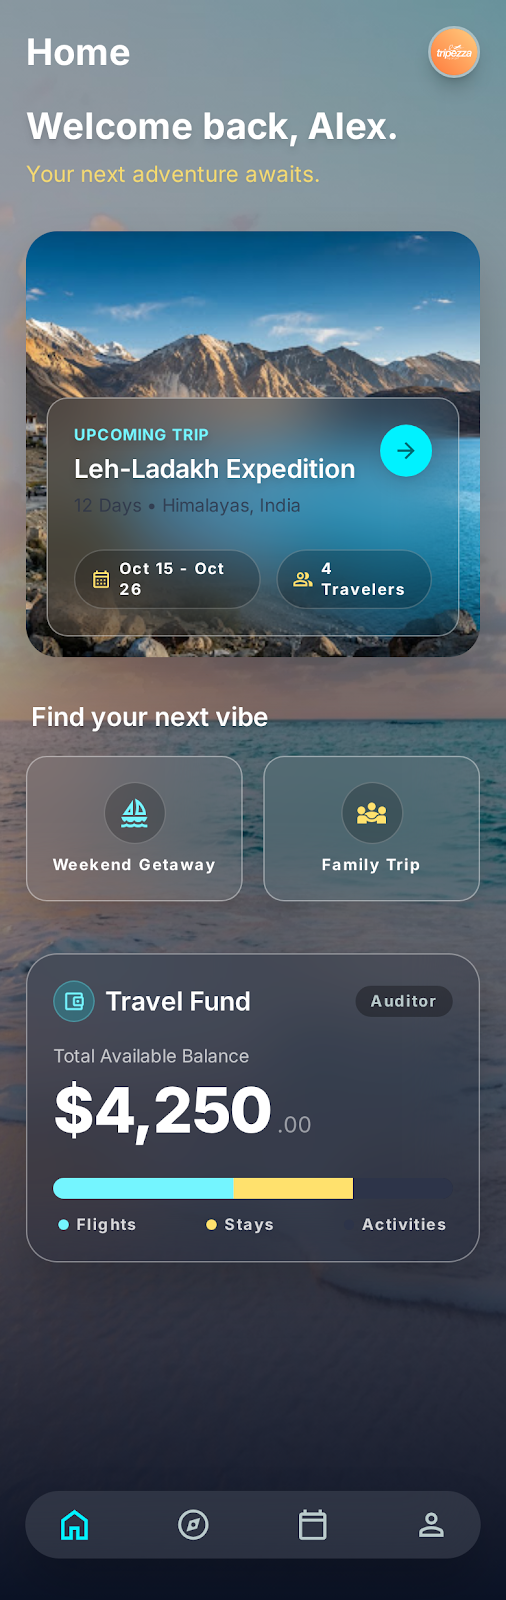 Home
tripezza
Welcome back, Alex.
Your next adventure awaits.
UPCOMING TRIP
Leh-Ladakh Expedition
12 Days • Himalayas, India
Oct 15 - Oct
26
4
Travelers
Find your next vibe
Weekend Getaway
Family Trip
Travel Fund
Auditor
Total Available Balance
$4,250.00
Flights
Stays
Activities